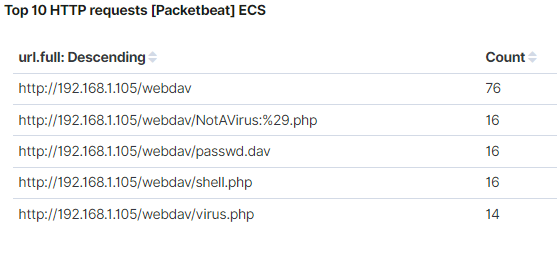 Top 10 HTTP requests [Packetbeat] ECS
url.full: Descending Count
http://192.168.1.105/webdav 76
http://192.168.1.105/webdav/NotAVirus:%29.php 16
http://192.168.1.105/webdav/passwd.dav 16
http://192.168.1.105/webdav/shell.php 16
http://192.168.1.105/webdav/virus.php 14